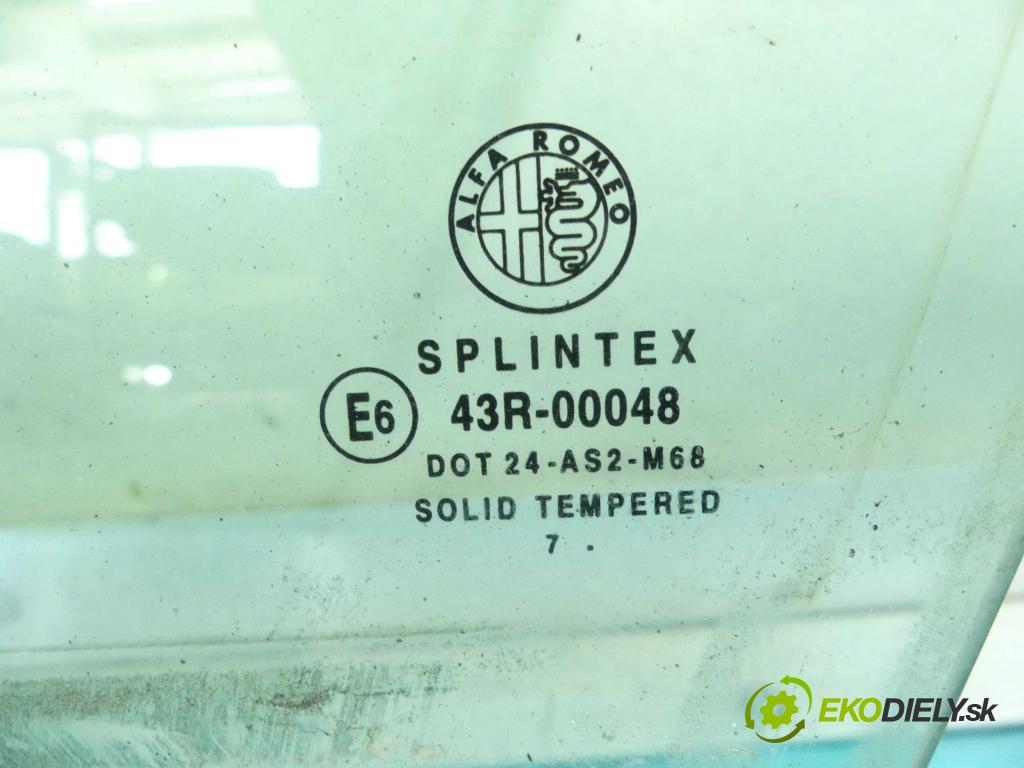 ALFA ROMEO
SPLINTEX
E6 43R-00048
DOT 24-AS2-M68
SOLID TEMPERED
7 .
EKODIELY.sk